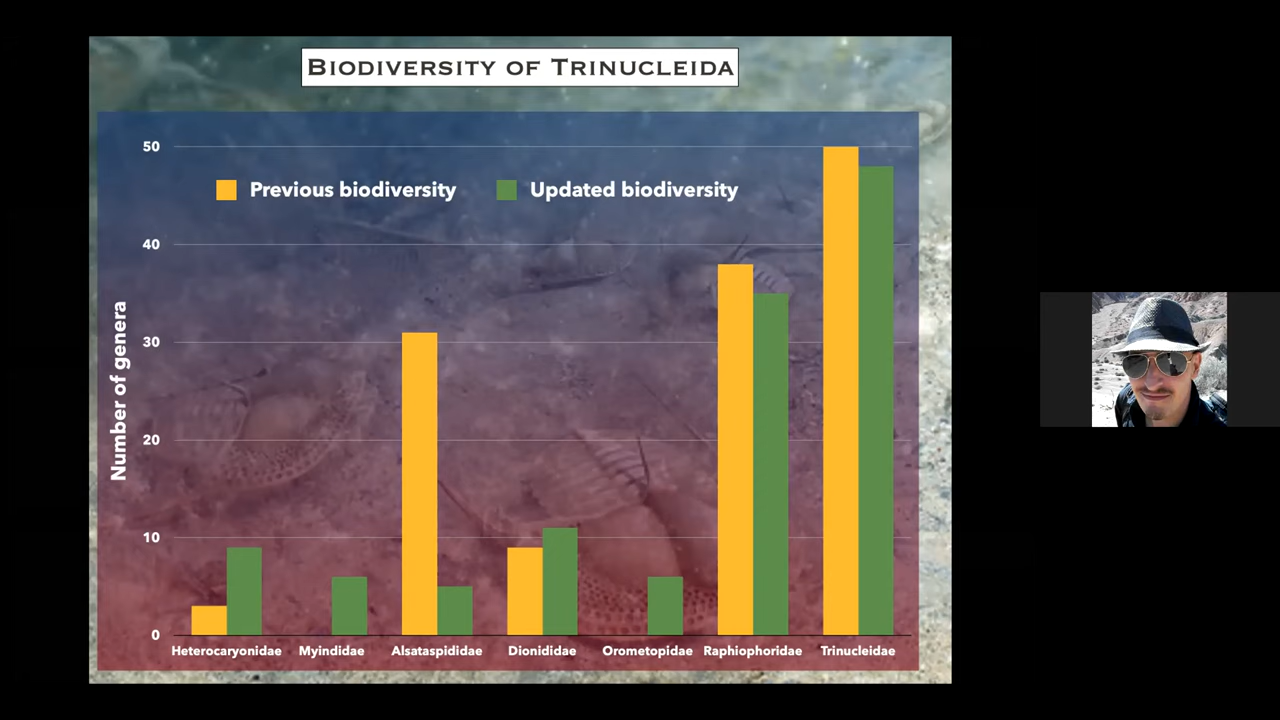 BIODIVERSITY OF TRINUCLEIDA
50
Previous biodiversity
Updated biodiversity
40
30
20
10
0
Number of genera
Heterocaryonidae
Myindidae
Alsataspididae
Dionididae
Orometopidae
Raphiophoridae
Trinucleidae